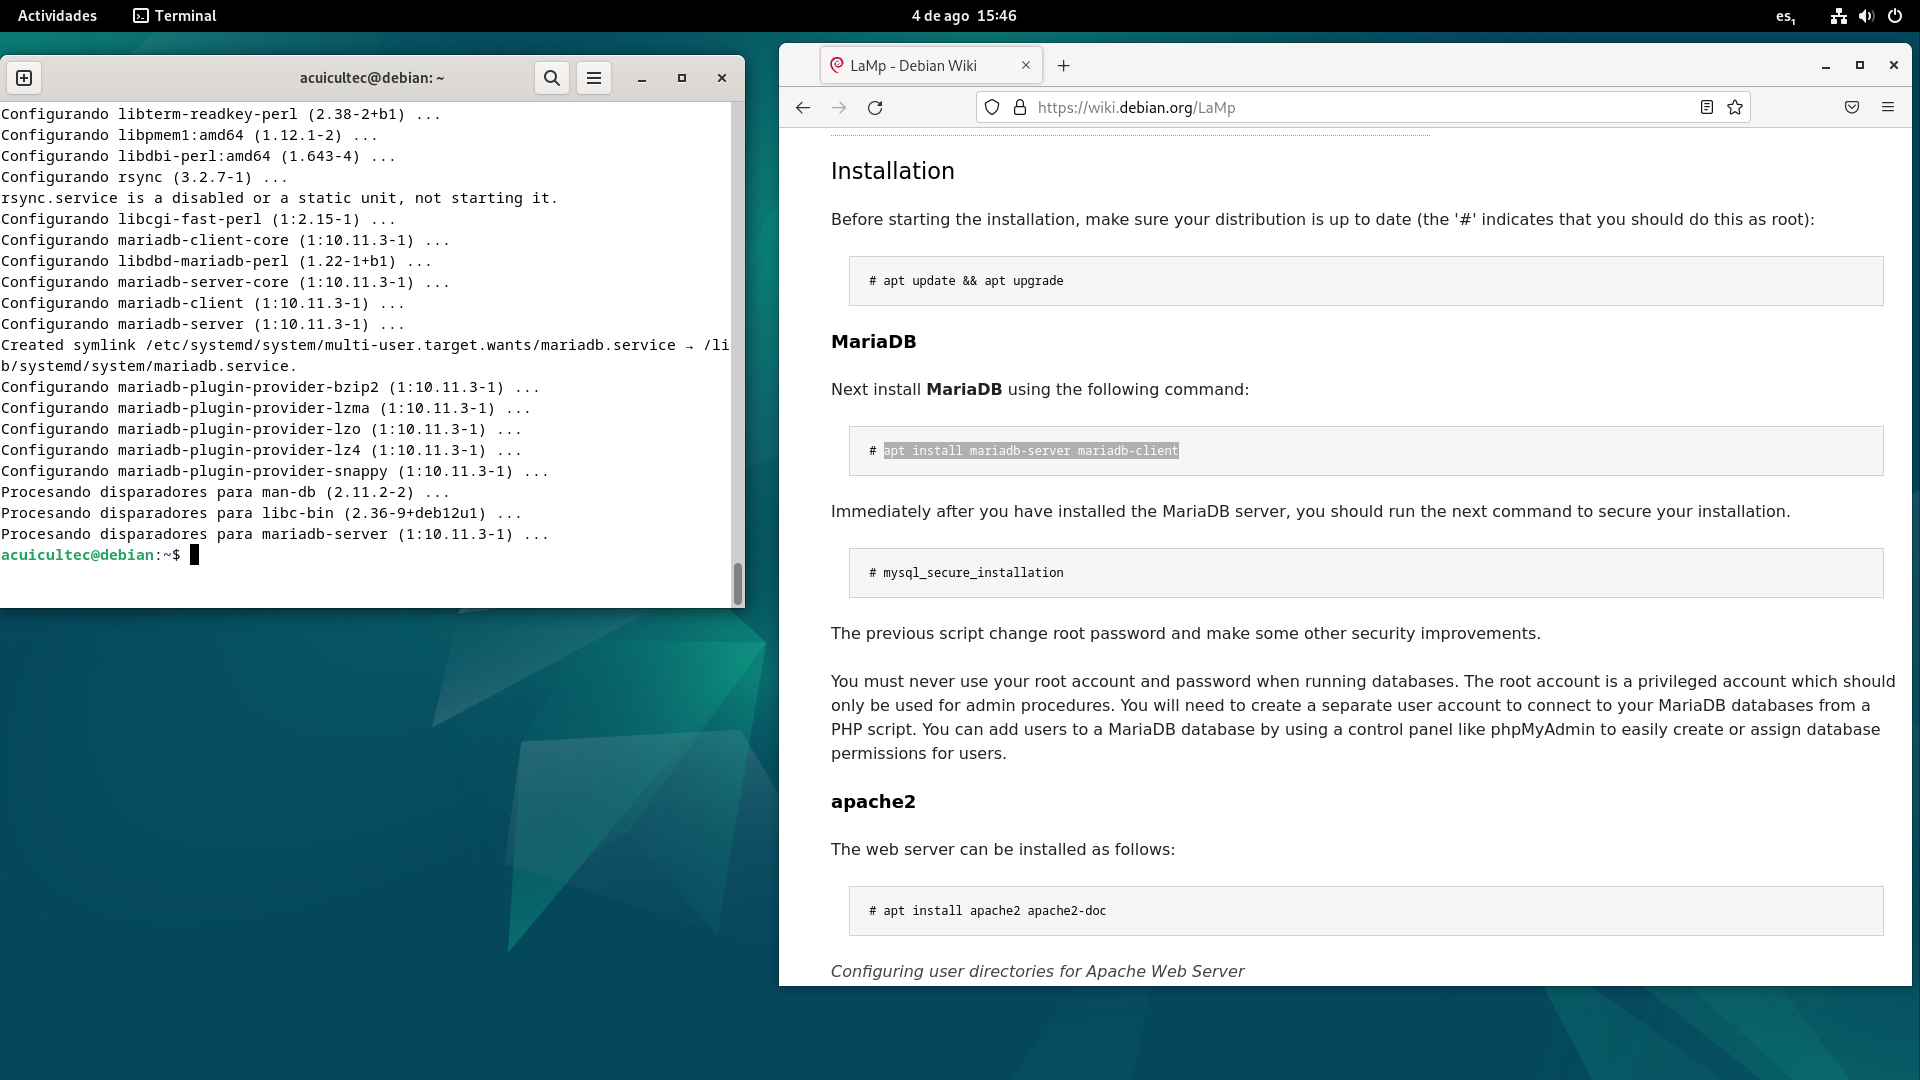 Actividades
Terminal
4 de ago 15:46
es₁
acuicultec@debian: ~
Configurando libterm-readkey-perl (2.38-2+b1) ...
Configurando libpmem1:amd64 (1.12.1-2) ...
Configurando libdbi-perl:amd64 (1.643-4) ...
Configurando rsync (3.2.7-1) ...
rsync.service is a disabled or a static unit, not starting it.
Configurando libcgi-fast-perl (1:2.15-1) ...
Configurando mariadb-client-core (1:10.11.3-1) ...
Configurando libdbd-mariadb-perl (1.22-1+b1) ...
Configurando mariadb-server-core (1:10.11.3-1) ...
Configurando mariadb-client (1:10.11.3-1) ...
Configurando mariadb-server (1:10.11.3-1) ...
Created symlink /etc/systemd/system/multi-user.target.wants/mariadb.service → /li
b/systemd/system/mariadb.service.
Configurando mariadb-plugin-provider-bzip2 (1:10.11.3-1) ...
Configurando mariadb-plugin-provider-lzma (1:10.11.3-1) ...
Configurando mariadb-plugin-provider-lzo (1:10.11.3-1) ...
Configurando mariadb-plugin-provider-lz4 (1:10.11.3-1) ...
Configurando mariadb-plugin-provider-snappy (1:10.11.3-1) ...
Procesando disparadores para man-db (2.11.2-2) ...
Procesando disparadores para libc-bin (2.36-9+deb12u1) ...
Procesando disparadores para mariadb-server (1:10.11.3-1) ...
acuicultec@debian:~$
LaMp - Debian Wiki
https://wiki.debian.org/LaMp
Installation
Before starting the installation, make sure your distribution is up to date (the '#' indicates that you should do this as root):
# apt update && apt upgrade
MariaDB
Next install MariaDB using the following command:
# apt install mariadb-server mariadb-client
Immediately after you have installed the MariaDB server, you should run the next command to secure your installation.
# mysql_secure_installation
The previous script change root password and make some other security improvements.
You must never use your root account and password when running databases. The root account is a privileged account which should
only be used for admin procedures. You will need to create a separate user account to connect to your MariaDB databases from a
PHP script. You can add users to a MariaDB database by using a control panel like phpMyAdmin to easily create or assign database
permissions for users.
apache2
The web server can be installed as follows:
# apt install apache2 apache2-doc
Configuring user directories for Apache Web Server